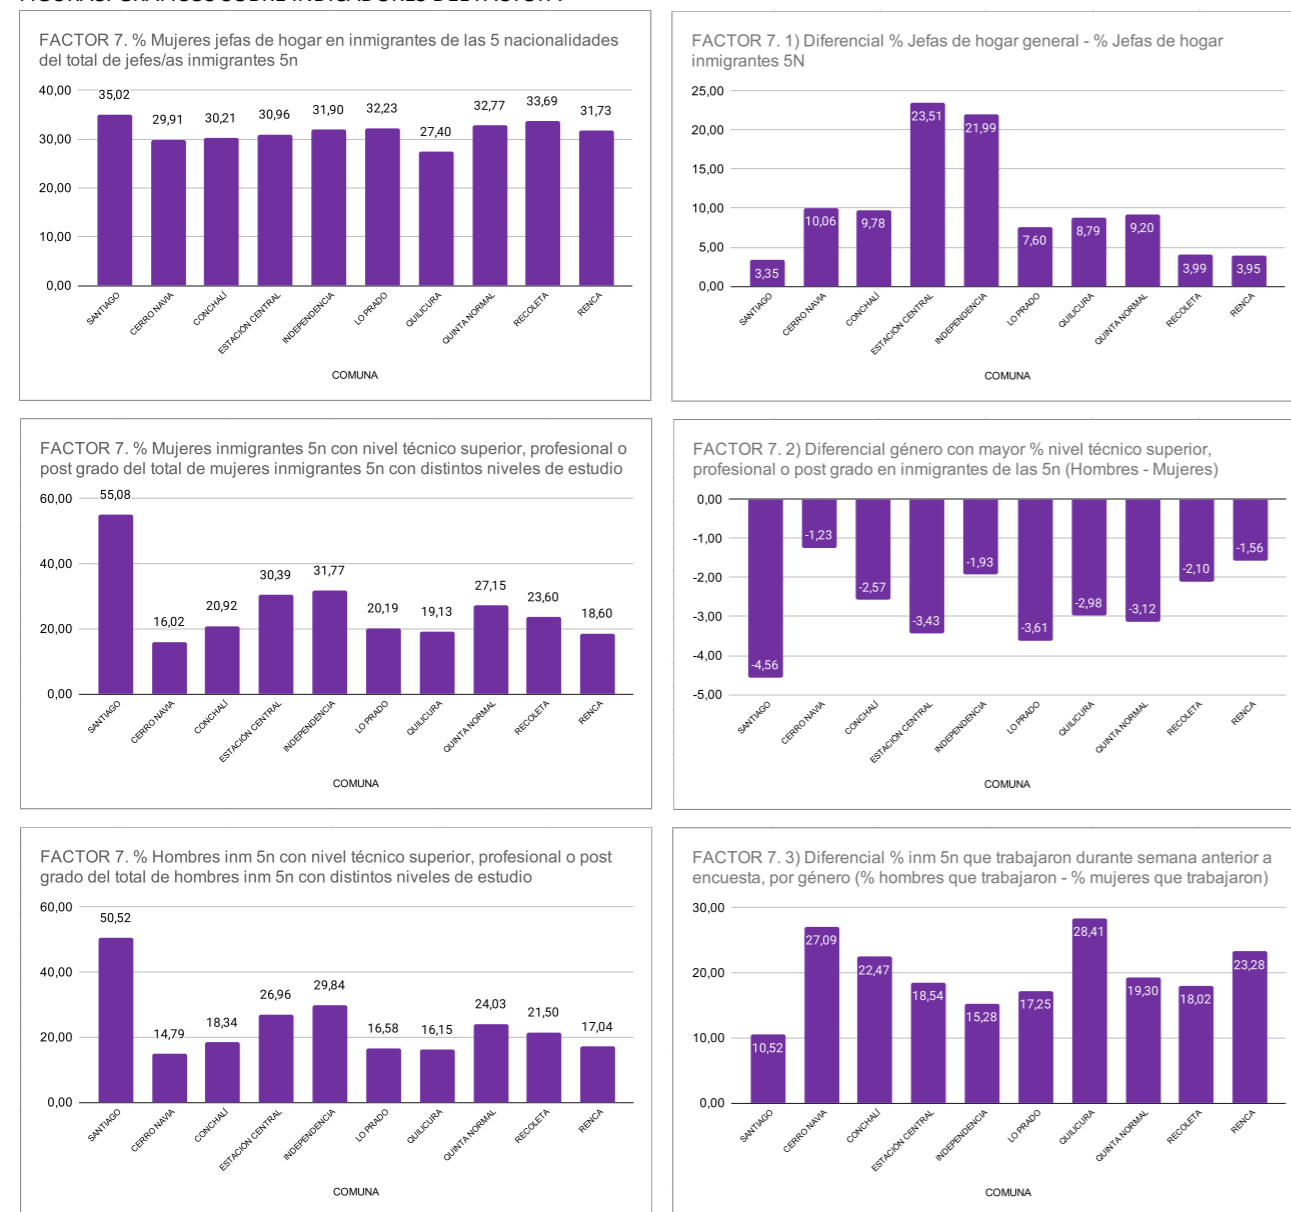 FACTOR 7. % Mujeres jefas de hogar en inmigrantes de las 5 nacionalidades
del total de jefes/as inmigrantes 5n
40,00
30,00
20,00
10,00
0,00
35,02
29,91
30,21
30,96
31,90
32,23
27,40
32,77
33,69
31,73
SANTIAGO
CERRO NAVIA
CONCHALÍ
ESTACIÓN CENTRAL
INDEPENDENCIA
LO PRADO
QUILICURA
QUINTA NORMAL
RECOLETA
RENCA
COMUNA
FACTOR 7. 1) Diferencial % Jefas de hogar general - % Jefas de hogar
inmigrantes 5N
25,00
20,00
15,00
10,00
5,00
0,00
3,35
10,06
9,78
23,51
21,99
7,60
8,79
9,20
3,99
3,95
SANTIAGO
CERRO NAVIA
CONCHALÍ
ESTACIÓN CENTRAL
INDEPENDENCIA
LO PRADO
QUILICURA
QUINTA NORMAL
RECOLETA
RENCA
COMUNA
FACTOR 7. % Mujeres inmigrantes 5n con nivel técnico superior, profesional o
post grado del total de mujeres inmigrantes 5n con distintos niveles de estudio
60,00
40,00
20,00
0,00
55,08
16,02
20,92
30,39
31,77
20,19
19,13
27,15
23,60
18,60
SANTIAGO
CERRO NAVIA
CONCHALÍ
ESTACIÓN CENTRAL
INDEPENDENCIA
LO PRADO
QUILICURA
QUINTA NORMAL
RECOLETA
RENCA
COMUNA
FACTOR 7. 2) Diferencial género con mayor % nivel técnico superior,
profesional o post grado en inmigrantes de las 5n (Hombres - Mujeres)
0,00
-1,00
-2,00
-3,00
-4,00
-5,00
-4,56
-1,23
-2,57
-3,43
-1,93
-3,61
-2,98
-3,12
-2,10
-1,56
SANTIAGO
CERRO NAVIA
CONCHALÍ
ESTACIÓN CENTRAL
INDEPENDENCIA
LO PRADO
QUILICURA
QUINTA NORMAL
RECOLETA
RENCA
COMUNA
FACTOR 7. % Hombres inm 5n con nivel técnico superior, profesional o post
grado del total de hombres inm 5n con distintos niveles de estudio
60,00
40,00
20,00
0,00
50,52
14,79
18,34
26,96
29,84
16,58
16,15
24,03
21,50
17,04
SANTIAGO
CERRO NAVIA
CONCHALÍ
ESTACIÓN CENTRAL
INDEPENDENCIA
LO PRADO
QUILICURA
QUINTA NORMAL
RECOLETA
RENCA
COMUNA
FACTOR 7. 3) Diferencial % inm 5n que trabajaron durante semana anterior a
encuesta, por género (% hombres que trabajaron - % mujeres que trabajaron)
30,00
20,00
10,00
0,00
10,52
27,09
22,47
18,54
15,28
17,25
28,41
19,30
18,02
23,28
SANTIAGO
CERRO NAVIA
CONCHALÍ
ESTACIÓN CENTRAL
INDEPENDENCIA
LO PRADO
QUILICURA
QUINTA NORMAL
RECOLETA
RENCA
COMUNA